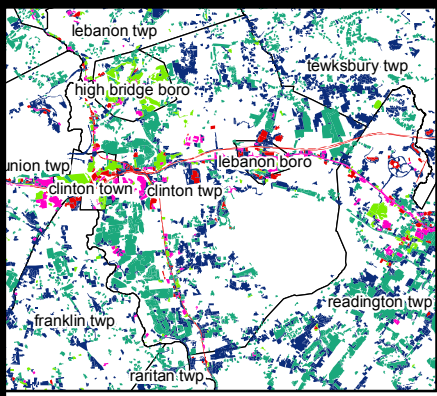 lebanon twp
tewksbury twp
high bridge boro
union twp
lebanon boro
clinton town
clinton twp
readington twp
franklin twp
raritan twp